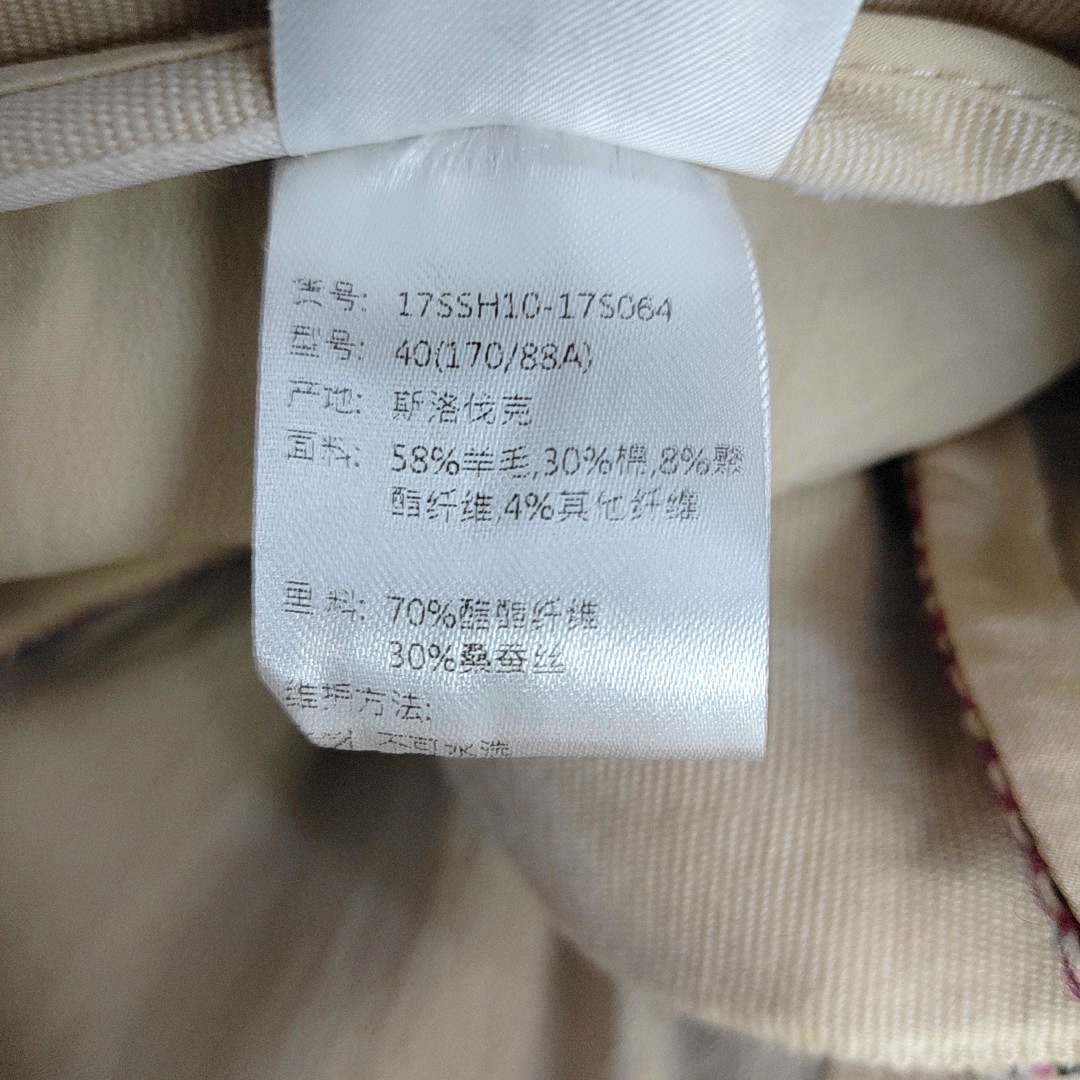 货号: 17SSH10-17S064
型号: 40(170/88A)
产地: 斯洛伐克
面料: 58%羊毛,30%棉,8%聚
酯纤维,4%其他纤维
里料: 70%醋酯纤维
30%桑蚕丝
维护方法: